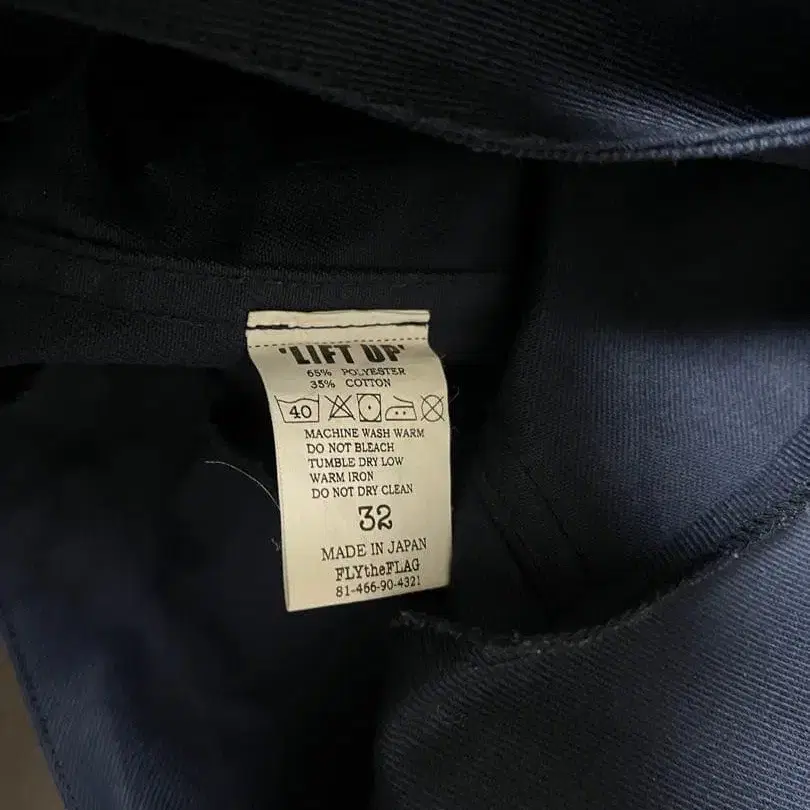 'LIFT UP'
65% POLYESTER
35% COTTON
40
MACHINE WASH WARM
DO NOT BLEACH
TUMBLE DRY LOW
WARM IRON
DO NOT DRY CLEAN
32
MADE IN JAPAN
FLYtheFLAG
81-466-90-4321